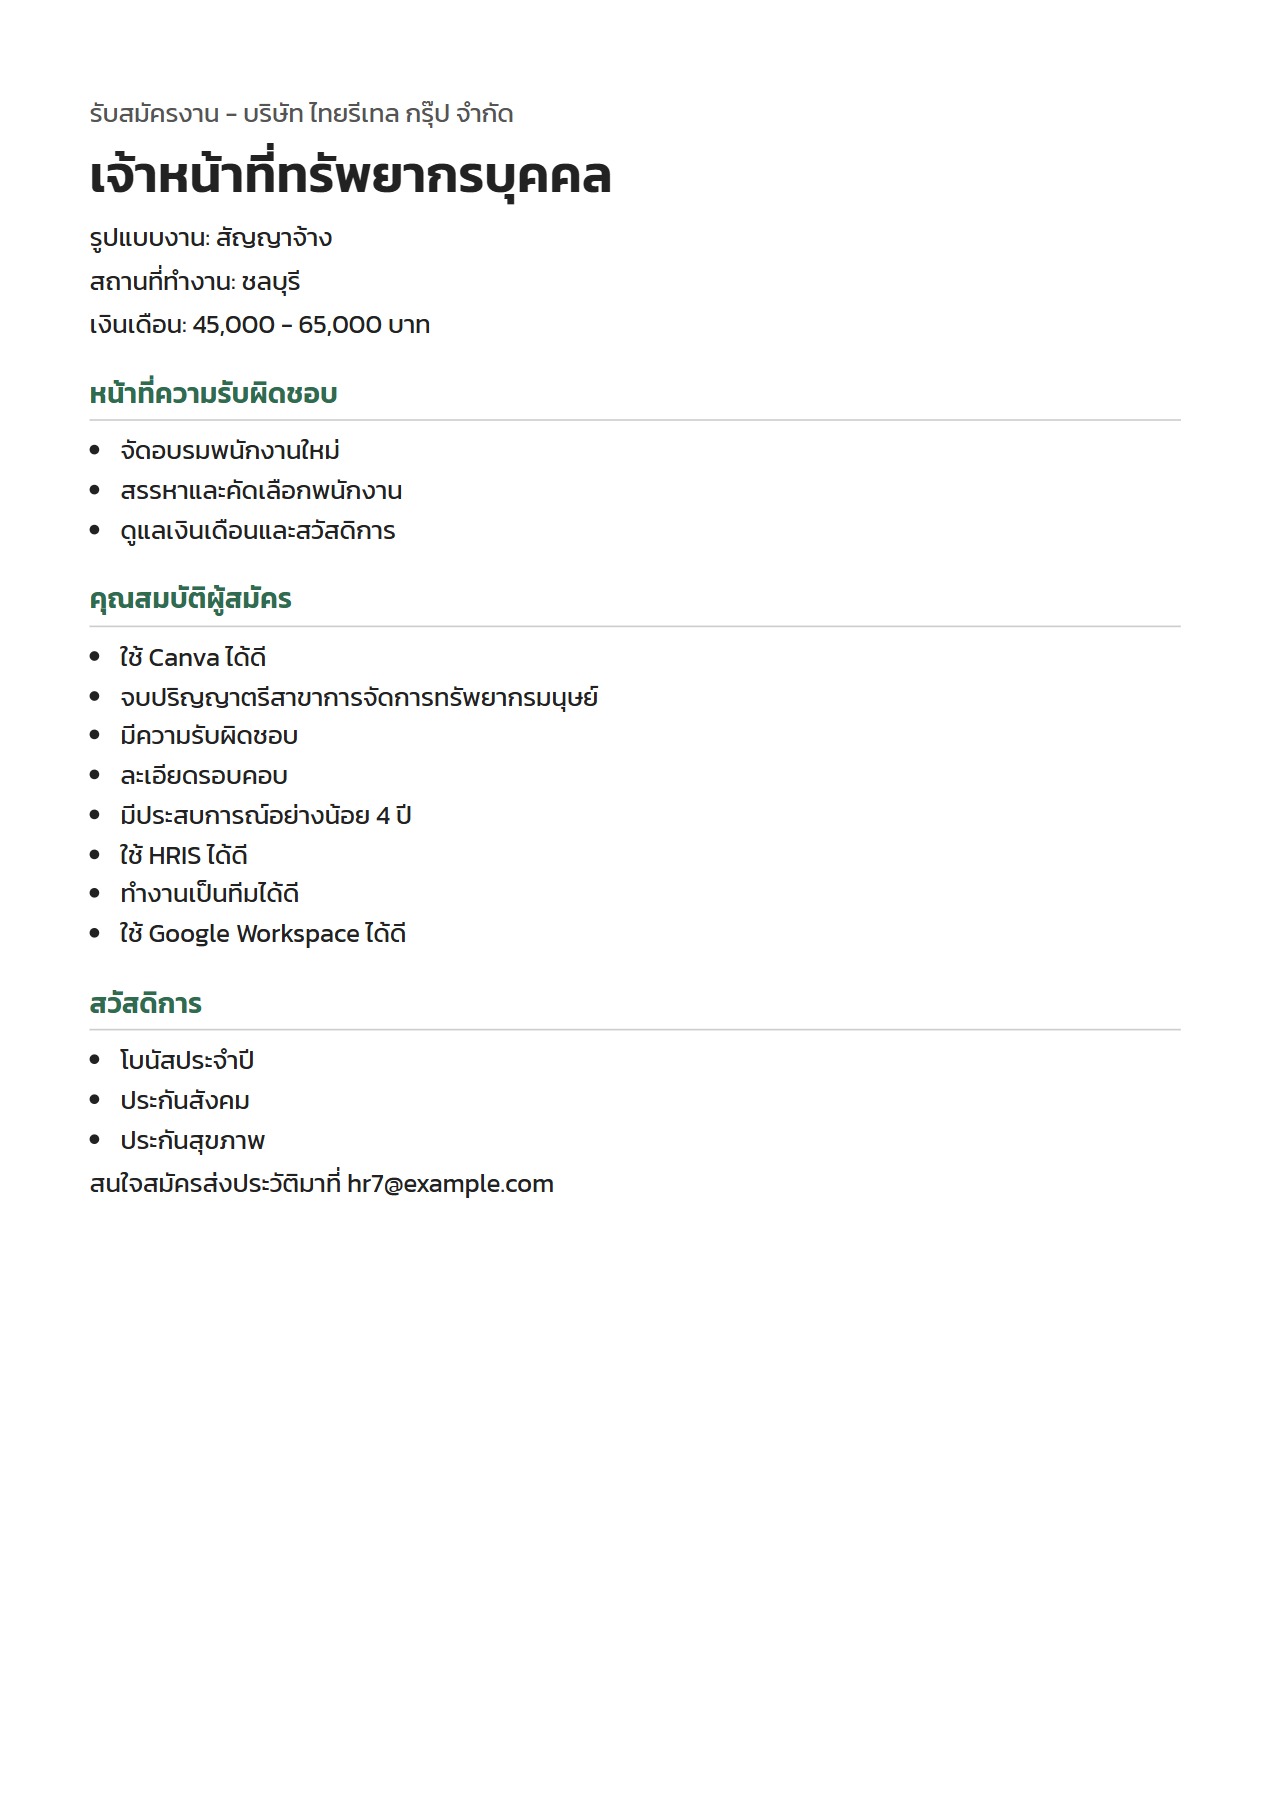 รับสมัครงาน – บริษัท ไทยรีเทล กรุ๊ป จำกัด
เจ้าหน้าที่ทรัพยากรบุคคล
รูปแบบงาน: สัญญาจ้าง
สถานที่ทำงาน: ชลบุรี
เงินเดือน: 45,000 – 65,000 บาท
หน้าที่ความรับผิดชอบ
• จัดอบรมพนักงานใหม่
• สรรหาและคัดเลือกพนักงาน
• ดูแลเงินเดือนและสวัสดิการ
คุณสมบัติผู้สมัคร
• ใช้ Canva ได้ดี
• จบปริญญาตรีสาขาการจัดการทรัพยากรมนุษย์
• มีความรับผิดชอบ
• ละเอียดรอบคอบ
• มีประสบการณ์อย่างน้อย 4 ปี
• ใช้ HRIS ได้ดี
• ทำงานเป็นทีมได้ดี
• ใช้ Google Workspace ได้ดี
สวัสดิการ
• โบนัสประจำปี
• ประกันสังคม
• ประกันสุขภาพ
สนใจสมัครส่งประวัติมาที่ hr7@example.com